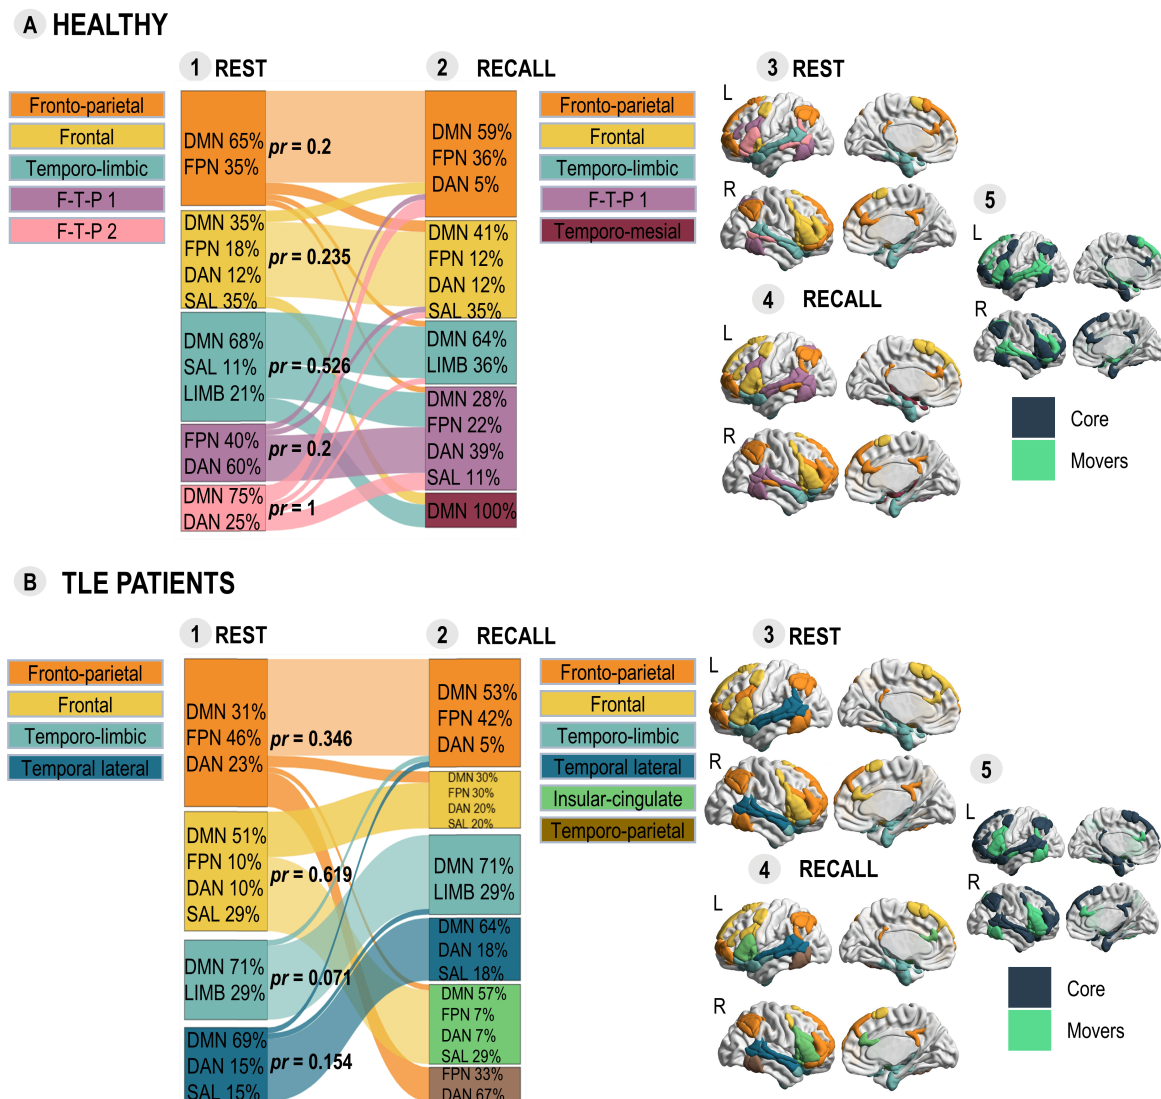 A HEALTHY
1 REST
2 RECALL
3 REST
Fronto-parietal
Frontal
Temporo-limbic
F-T-P 1
F-T-P 2
DMN 65%
FPN 35%
pr = 0.2
DMN 35%
FPN 18%
DAN 12%
SAL 35%
pr = 0.235
DMN 68%
SAL 11%
LIMB 21%
pr = 0.526
FPN 40%
DAN 60%
pr = 0.2
DMN 75%
DAN 25%
pr = 1
DMN 59%
FPN 36%
DAN 5%
DMN 41%
FPN 12%
DAN 12%
SAL 35%
DMN 64%
LIMB 36%
DMN 28%
FPN 22%
DAN 39%
SAL 11%
DMN 100%
Fronto-parietal
Frontal
Temporo-limbic
F-T-P 1
Temporo-mesial
L
R
4 RECALL
L
R
5
L
R
Core
Movers
B TLE PATIENTS
1 REST
2 RECALL
3 REST
Fronto-parietal
Frontal
Temporo-limbic
Temporal lateral
DMN 31%
FPN 46%
DAN 23%
pr = 0.346
DMN 51%
FPN 10%
DAN 10%
SAL 29%
pr = 0.619
DMN 71%
LIMB 29%
pr = 0.071
DMN 69%
DAN 15%
SAL 15%
pr = 0.154
DMN 53%
FPN 42%
DAN 5%
DMN 30%
FPN 30%
DAN 20%
SAL 20%
DMN 71%
LIMB 29%
DMN 64%
DAN 18%
SAL 18%
DMN 57%
FPN 7%
DAN 7%
SAL 29%
FPN 33%
DAN 67%
Fronto-parietal
Frontal
Temporo-limbic
Temporal lateral
Insular-cingulate
Temporo-parietal
L
R
4 RECALL
L
R
5
L
R
Core
Movers